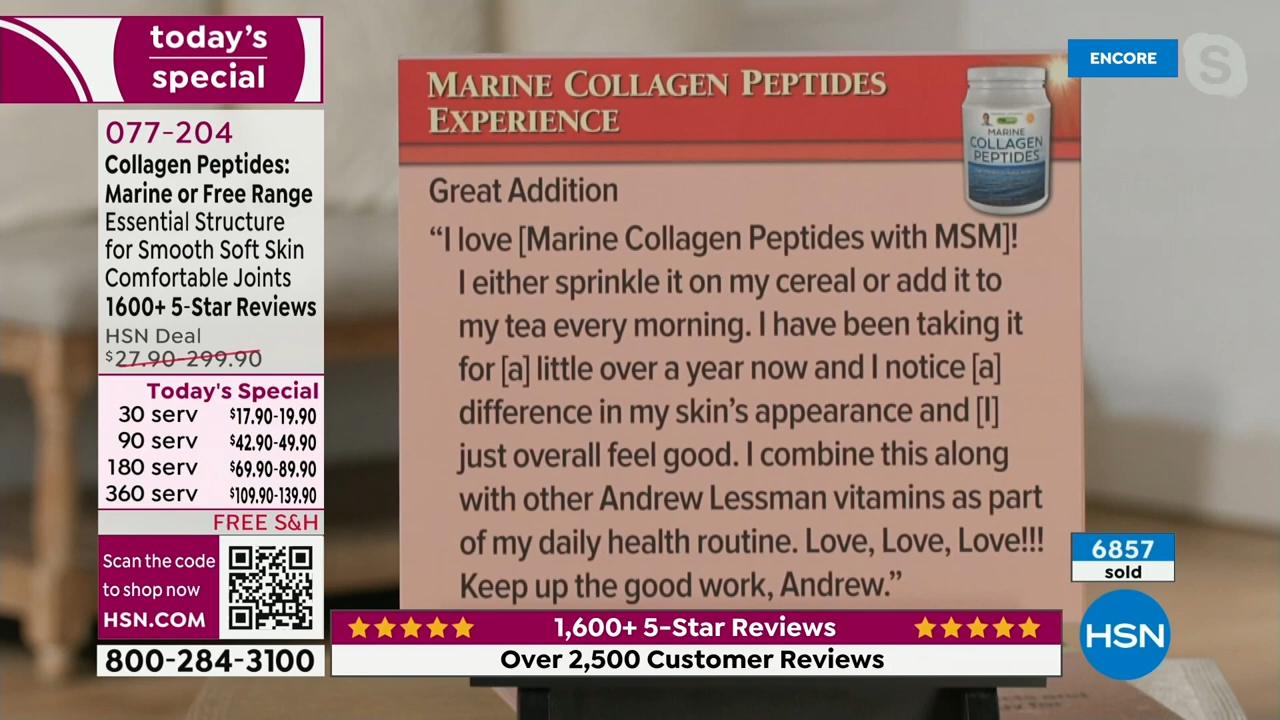 today's
special
077-204
Collagen Peptides:
Marine or Free Range
Essential Structure
for Smooth Soft Skin
Comfortable Joints
1600+ 5-Star Reviews
HSN Deal
$27.90-299.90
Today's Special
30 serv $17.90-19.90
90 serv $42.90-49.90
180 serv $69.90-89.90
360 serv $109.90-139.90
FREE S&H
Scan the code
to shop now
HSN.COM
800-284-3100
ENCORE
S
MARINE COLLAGEN PEPTIDES
EXPERIENCE
MARINE
COLLAGEN
PEPTIDES
Great Addition
“I love [Marine Collagen Peptides with MSM]!
I either sprinkle it on my cereal or add it to
my tea every morning. I have been taking it
for [a] little over a year now and I notice [a]
difference in my skin’s appearance and [I]
just overall feel good. I combine this along
with other Andrew Lessman vitamins as part
of my daily health routine. Love, Love, Love!!!
Keep up the good work, Andrew.”
1,600+ 5-Star Reviews
Over 2,500 Customer Reviews
6857
sold
HSN